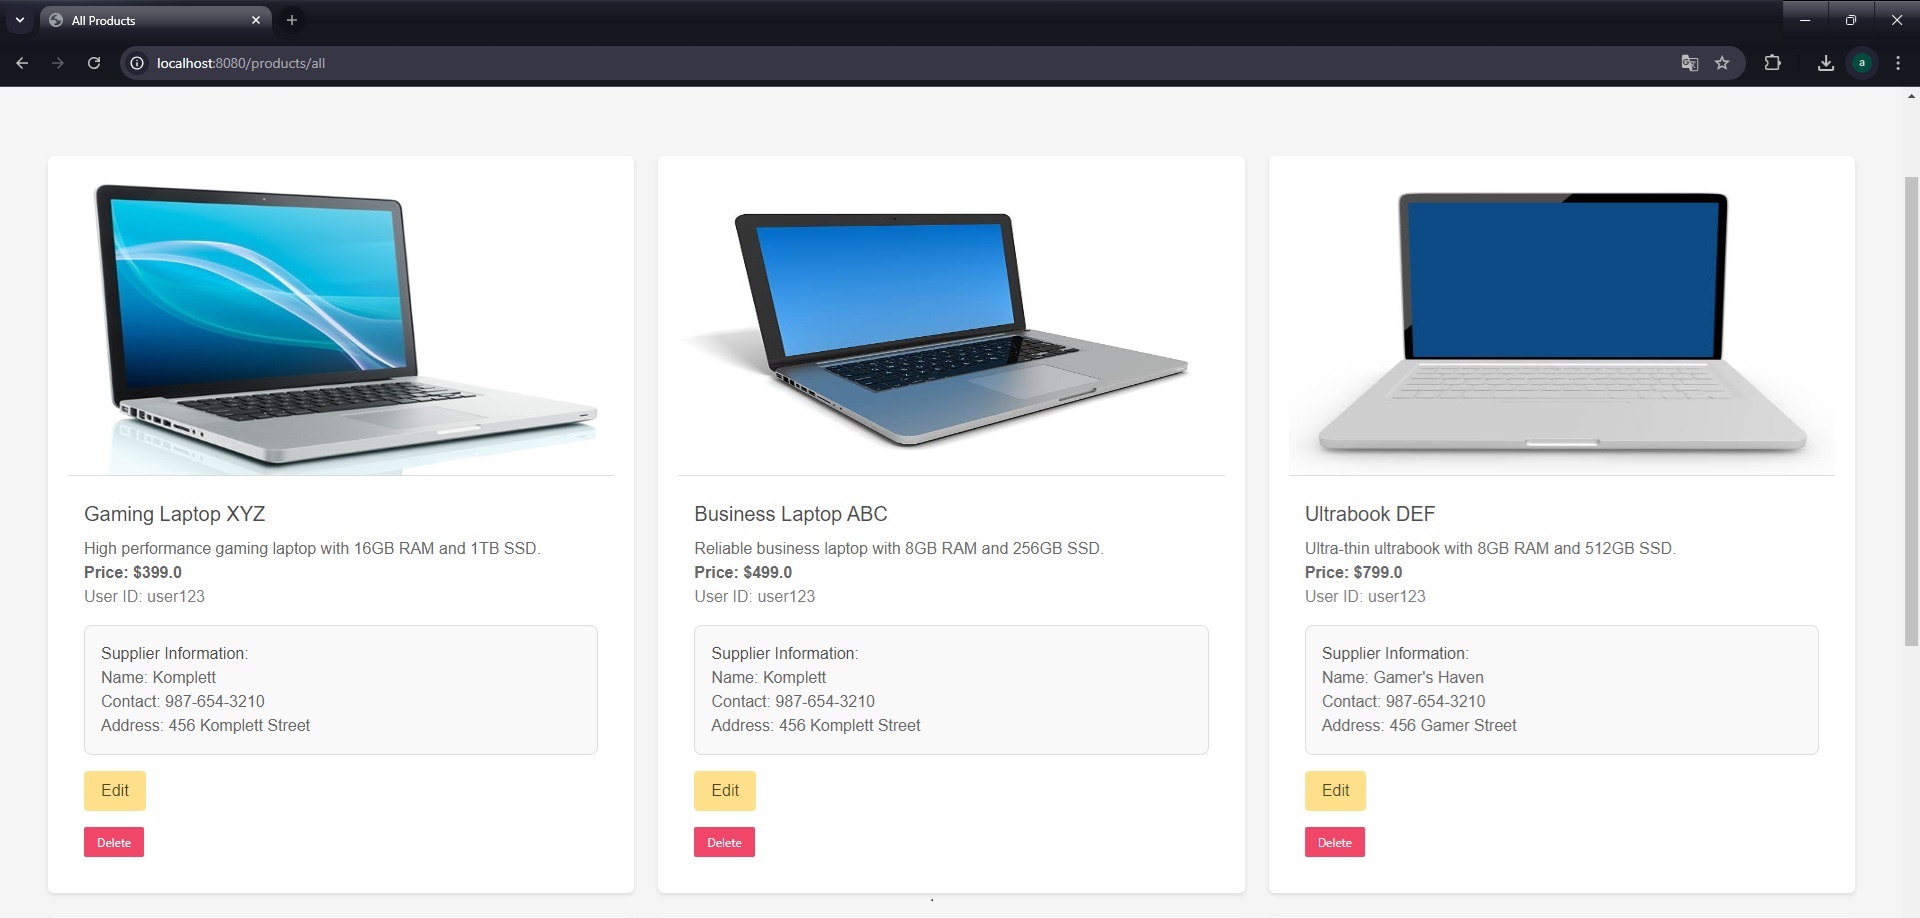 All Products
localhost:8080/products/all
a
Gaming Laptop XYZ
High performance gaming laptop with 16GB RAM and 1TB SSD.
Price: $399.0
User ID: user123
Supplier Information:
Name: Komplett
Contact: 987-654-3210
Address: 456 Komplett Street
Edit
Delete
Business Laptop ABC
Reliable business laptop with 8GB RAM and 256GB SSD.
Price: $499.0
User ID: user123
Supplier Information:
Name: Komplett
Contact: 987-654-3210
Address: 456 Komplett Street
Edit
Delete
Ultrabook DEF
Ultra-thin ultrabook with 8GB RAM and 512GB SSD.
Price: $799.0
User ID: user123
Supplier Information:
Name: Gamer's Haven
Contact: 987-654-3210
Address: 456 Gamer Street
Edit
Delete